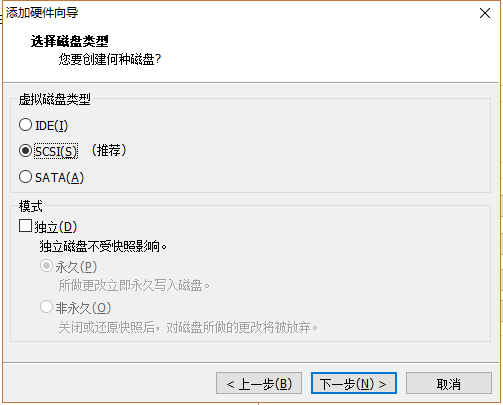 添加硬件向导
选择磁盘类型
您要创建何种磁盘?
虚拟磁盘类型
IDE(I)
SCSI(S) （推荐）
SATA(A)
模式
独立(D)
独立磁盘不受快照影响。
永久(P)
所做更改立即永久写入磁盘。
非永久(O)
关闭或还原快照后，对磁盘所做的更改将被放弃。
< 上一步(B) 下一步(N) > 取消